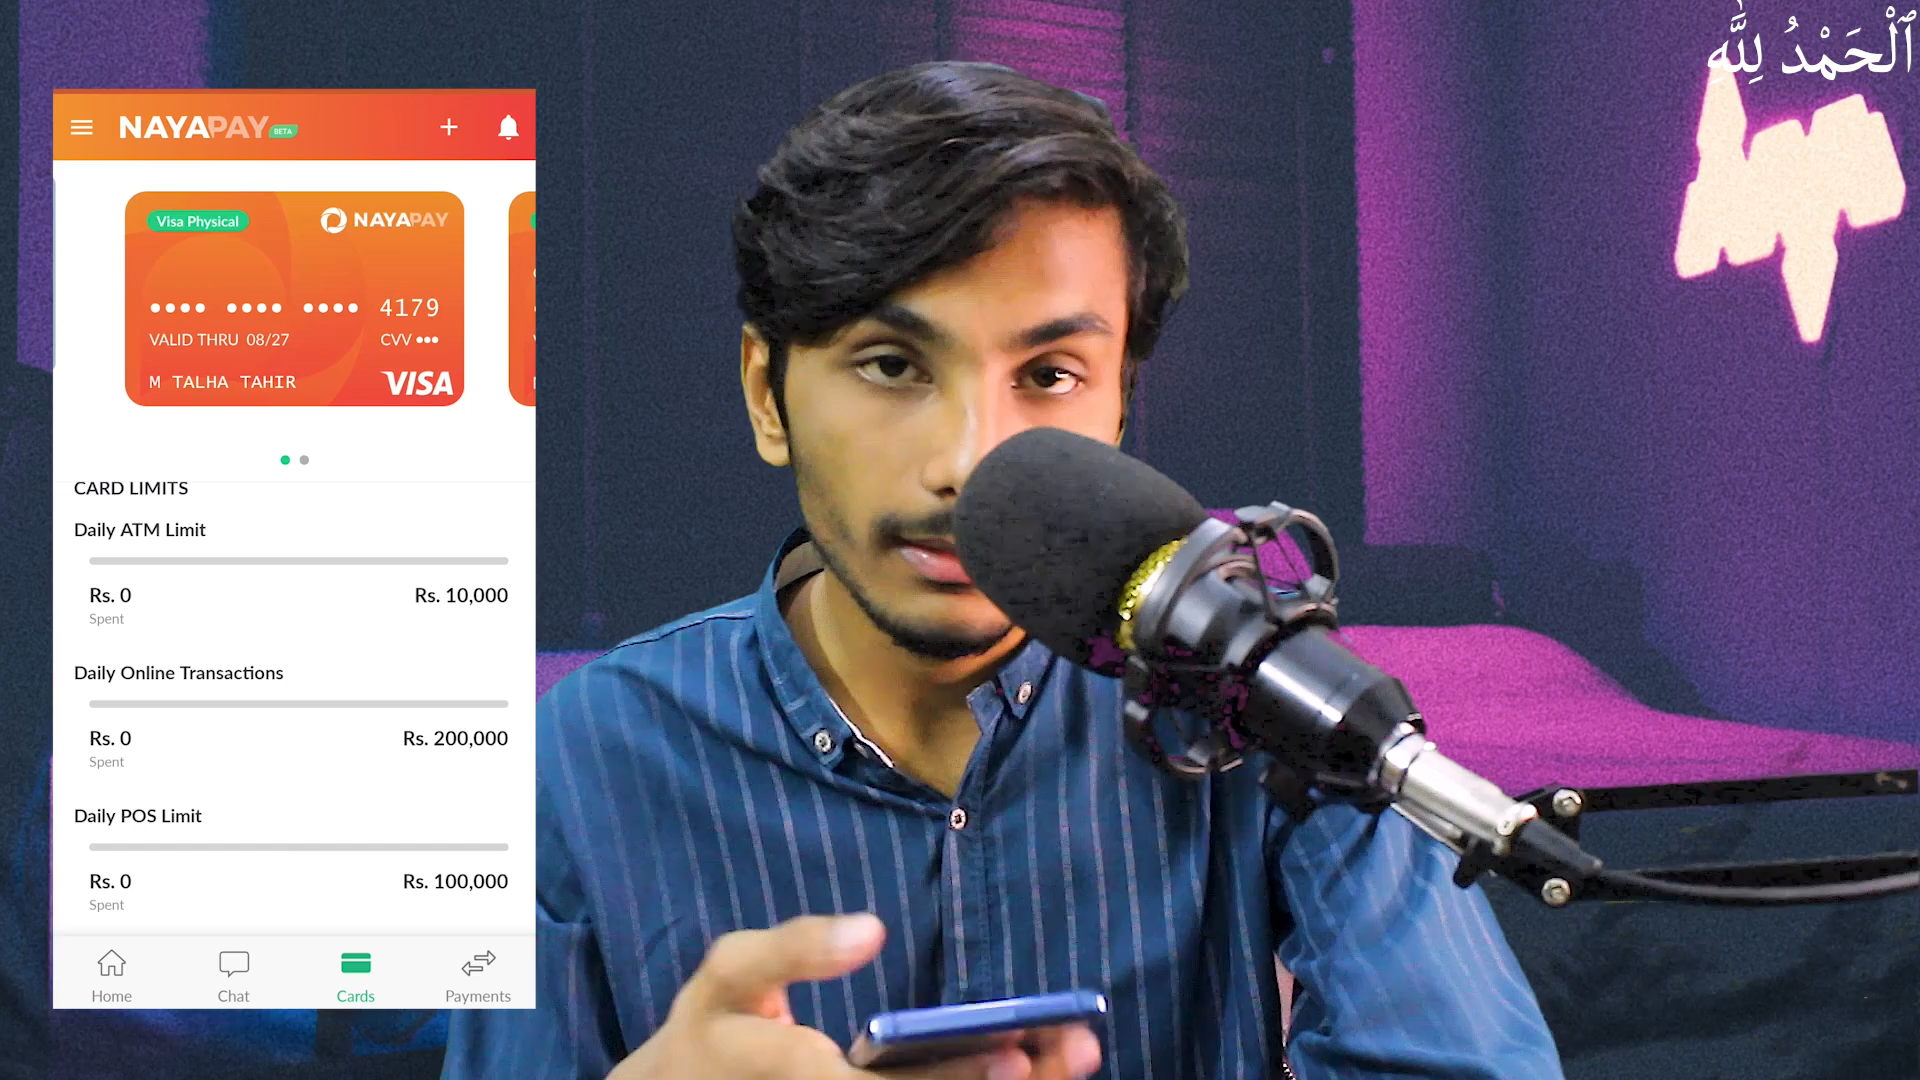 ٱلْحَمْدُ لِلَّٰهِ
NAYAPAY BETA
Visa Physical
NAYAPAY
•••• •••• •••• 4179
VALID THRU 08/27
CVV •••
M TALHA TAHIR
VISA
CARD LIMITS
Daily ATM Limit
Rs. 0
Rs. 10,000
Spent
Daily Online Transactions
Rs. 0
Rs. 200,000
Spent
Daily POS Limit
Rs. 0
Rs. 100,000
Spent
Home
Chat
Cards
Payments